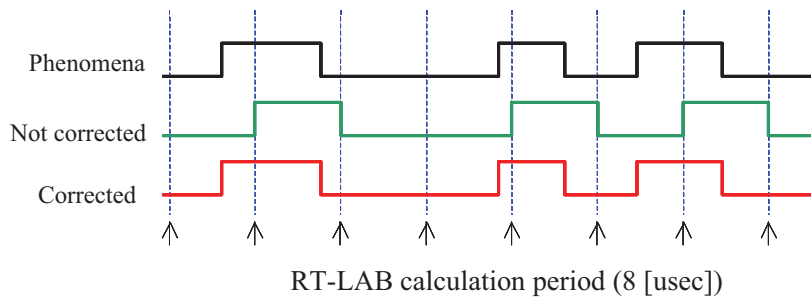 Phenomena
Not corrected
Corrected
RT-LAB calculation period (8 [usec])